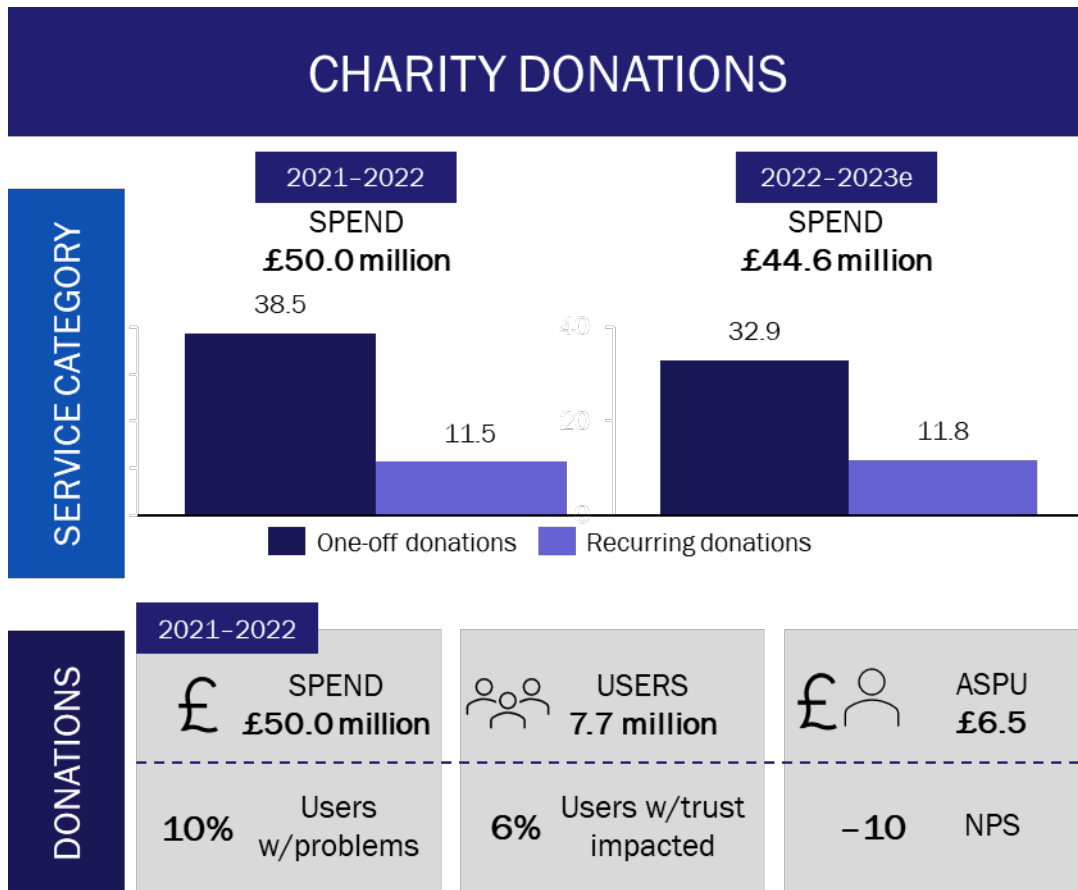 CHARITY DONATIONS
SERVICE CATEGORY
2021–2022
SPEND
£50.0 million
2022–2023e
SPEND
£44.6 million
38.5
11.5
40
20
0
32.9
11.8
One-off donations
Recurring donations
DONATIONS
2021–2022
£
SPEND
£50.0 million
USERS
7.7 million
£
ASPU
£6.5
10%
Users
w/problems
6%
Users w/trust
impacted
–10
NPS